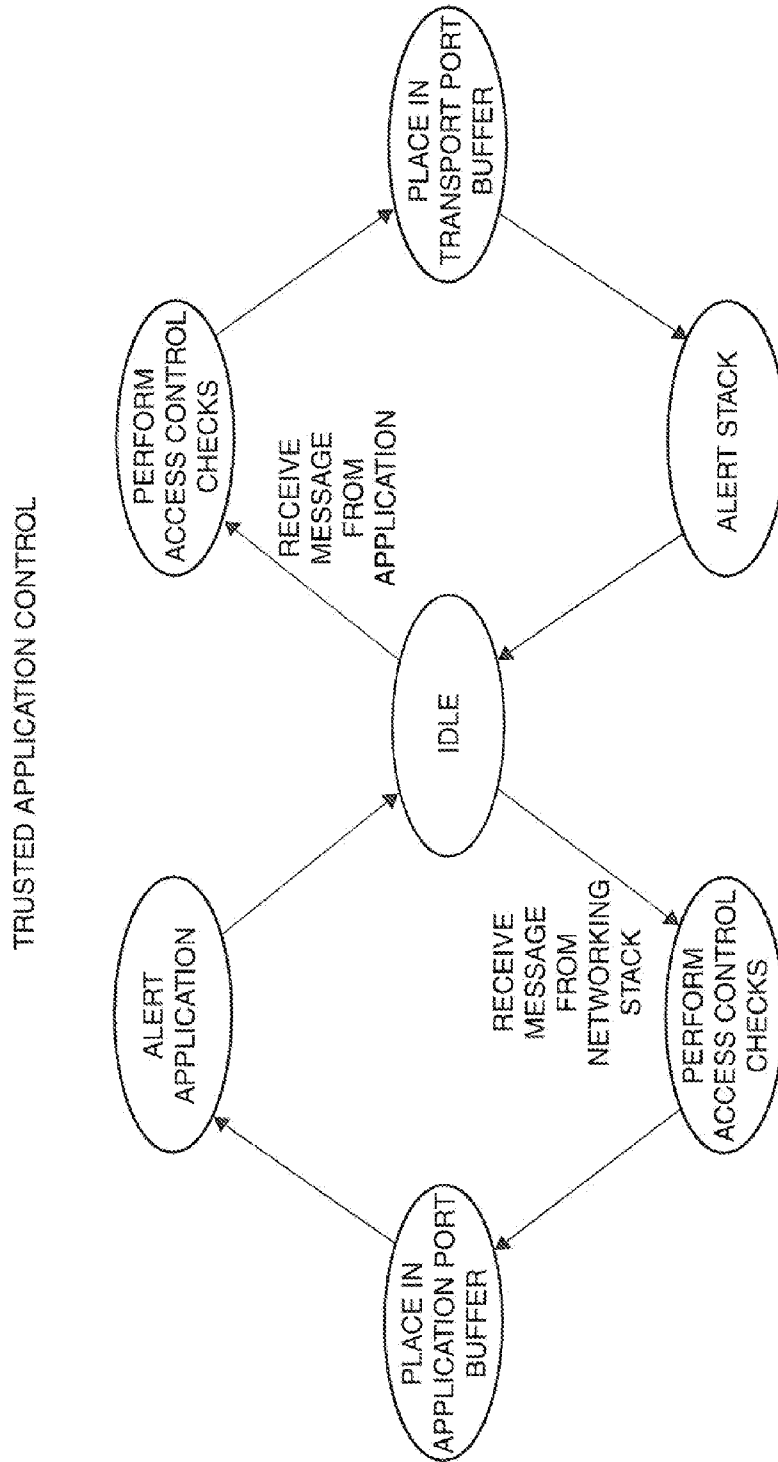 TRUSTED APPLICATION CONTROL
ALERT
APPLICATION
PERFORM
ACCESS CONTROL
CHECKS
RECEIVE
MESSAGE
FROM
APPLICATION
PLACE IN
APPLICATION PORT
BUFFER
IDLE
PLACE IN
TRANSPORT PORT
BUFFER
RECEIVE
MESSAGE
FROM
NETWORKING
STACK
PERFORM
ACCESS CONTROL
CHECKS
ALERT STACK